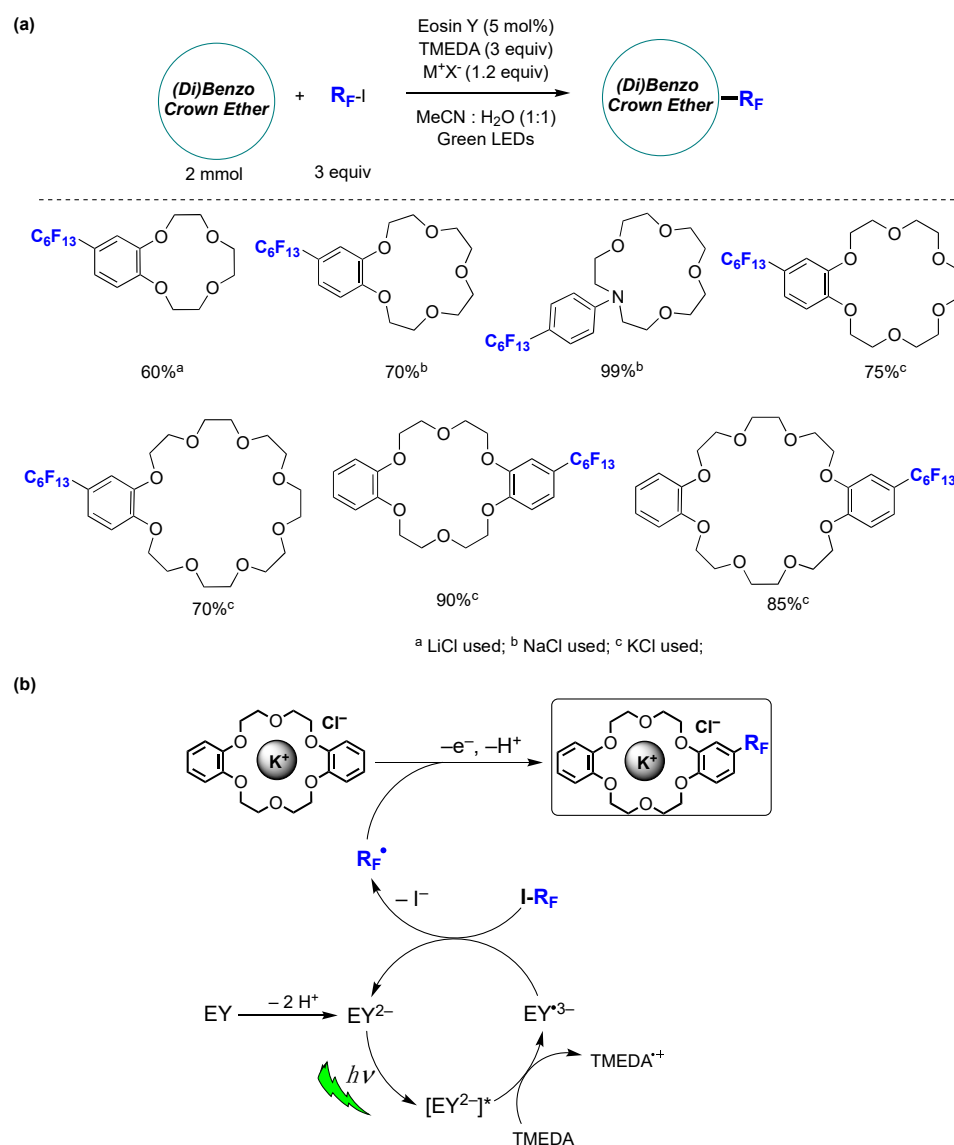 (a)
(Di)Benzo
Crown Ether
2 mmol
+
R_F-I
3 equiv
Eosin Y (5 mol%)
TMEDA (3 equiv)
M⁺X⁻ (1.2 equiv)
MeCN : H₂O (1:1)
Green LEDs
(Di)Benzo
Crown Ether
R_F
C₆F₁₃
O
O
O
O
60%ᵃ
C₆F₁₃
O
O
O
O
O
70%ᵇ
O
O
O
O
N
C₆F₁₃
99%ᵇ
C₆F₁₃
O
O
O
O
O
O
75%ᶜ
C₆F₁₃
O
O
O
O
O
O
O
O
70%ᶜ
O
O
O
O
O
O
C₆F₁₃
90%ᶜ
O
O
O
O
O
O
O
O
C₆F₁₃
85%ᶜ
ᵃ LiCl used; ᵇ NaCl used; ᶜ KCl used;
(b)
O
O
O
O
O
O
K⁺
Cl⁻
–e⁻, –H⁺
O
O
O
O
O
O
K⁺
Cl⁻
R_F
R_F•
– I⁻
I-R_F
EY
– 2 H⁺
EY²⁻
EY•³⁻
hν
[EY²⁻]*
TMEDA•⁺
TMEDA